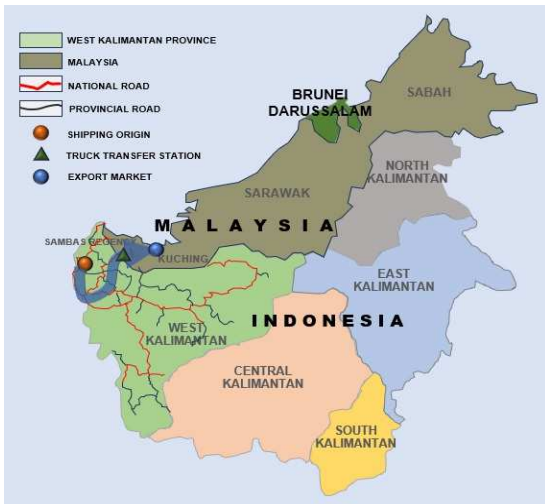 WEST KALIMANTAN PROVINCE
MALAYSIA
NATIONAL ROAD
PROVINCIAL ROAD
SHIPPING ORIGIN
TRUCK TRANSFER STATION
EXPORT MARKET
BRUNEI
DARUSSALAM
SABAH
NORTH
KALIMANTAN
SARAWAK
MALAYSIA
SAMBAS REGENCY
KUCHING
EAST
KALIMANTAN
INDONESIA
WEST
KALIMANTAN
CENTRAL
KALIMANTAN
SOUTH
KALIMANTAN